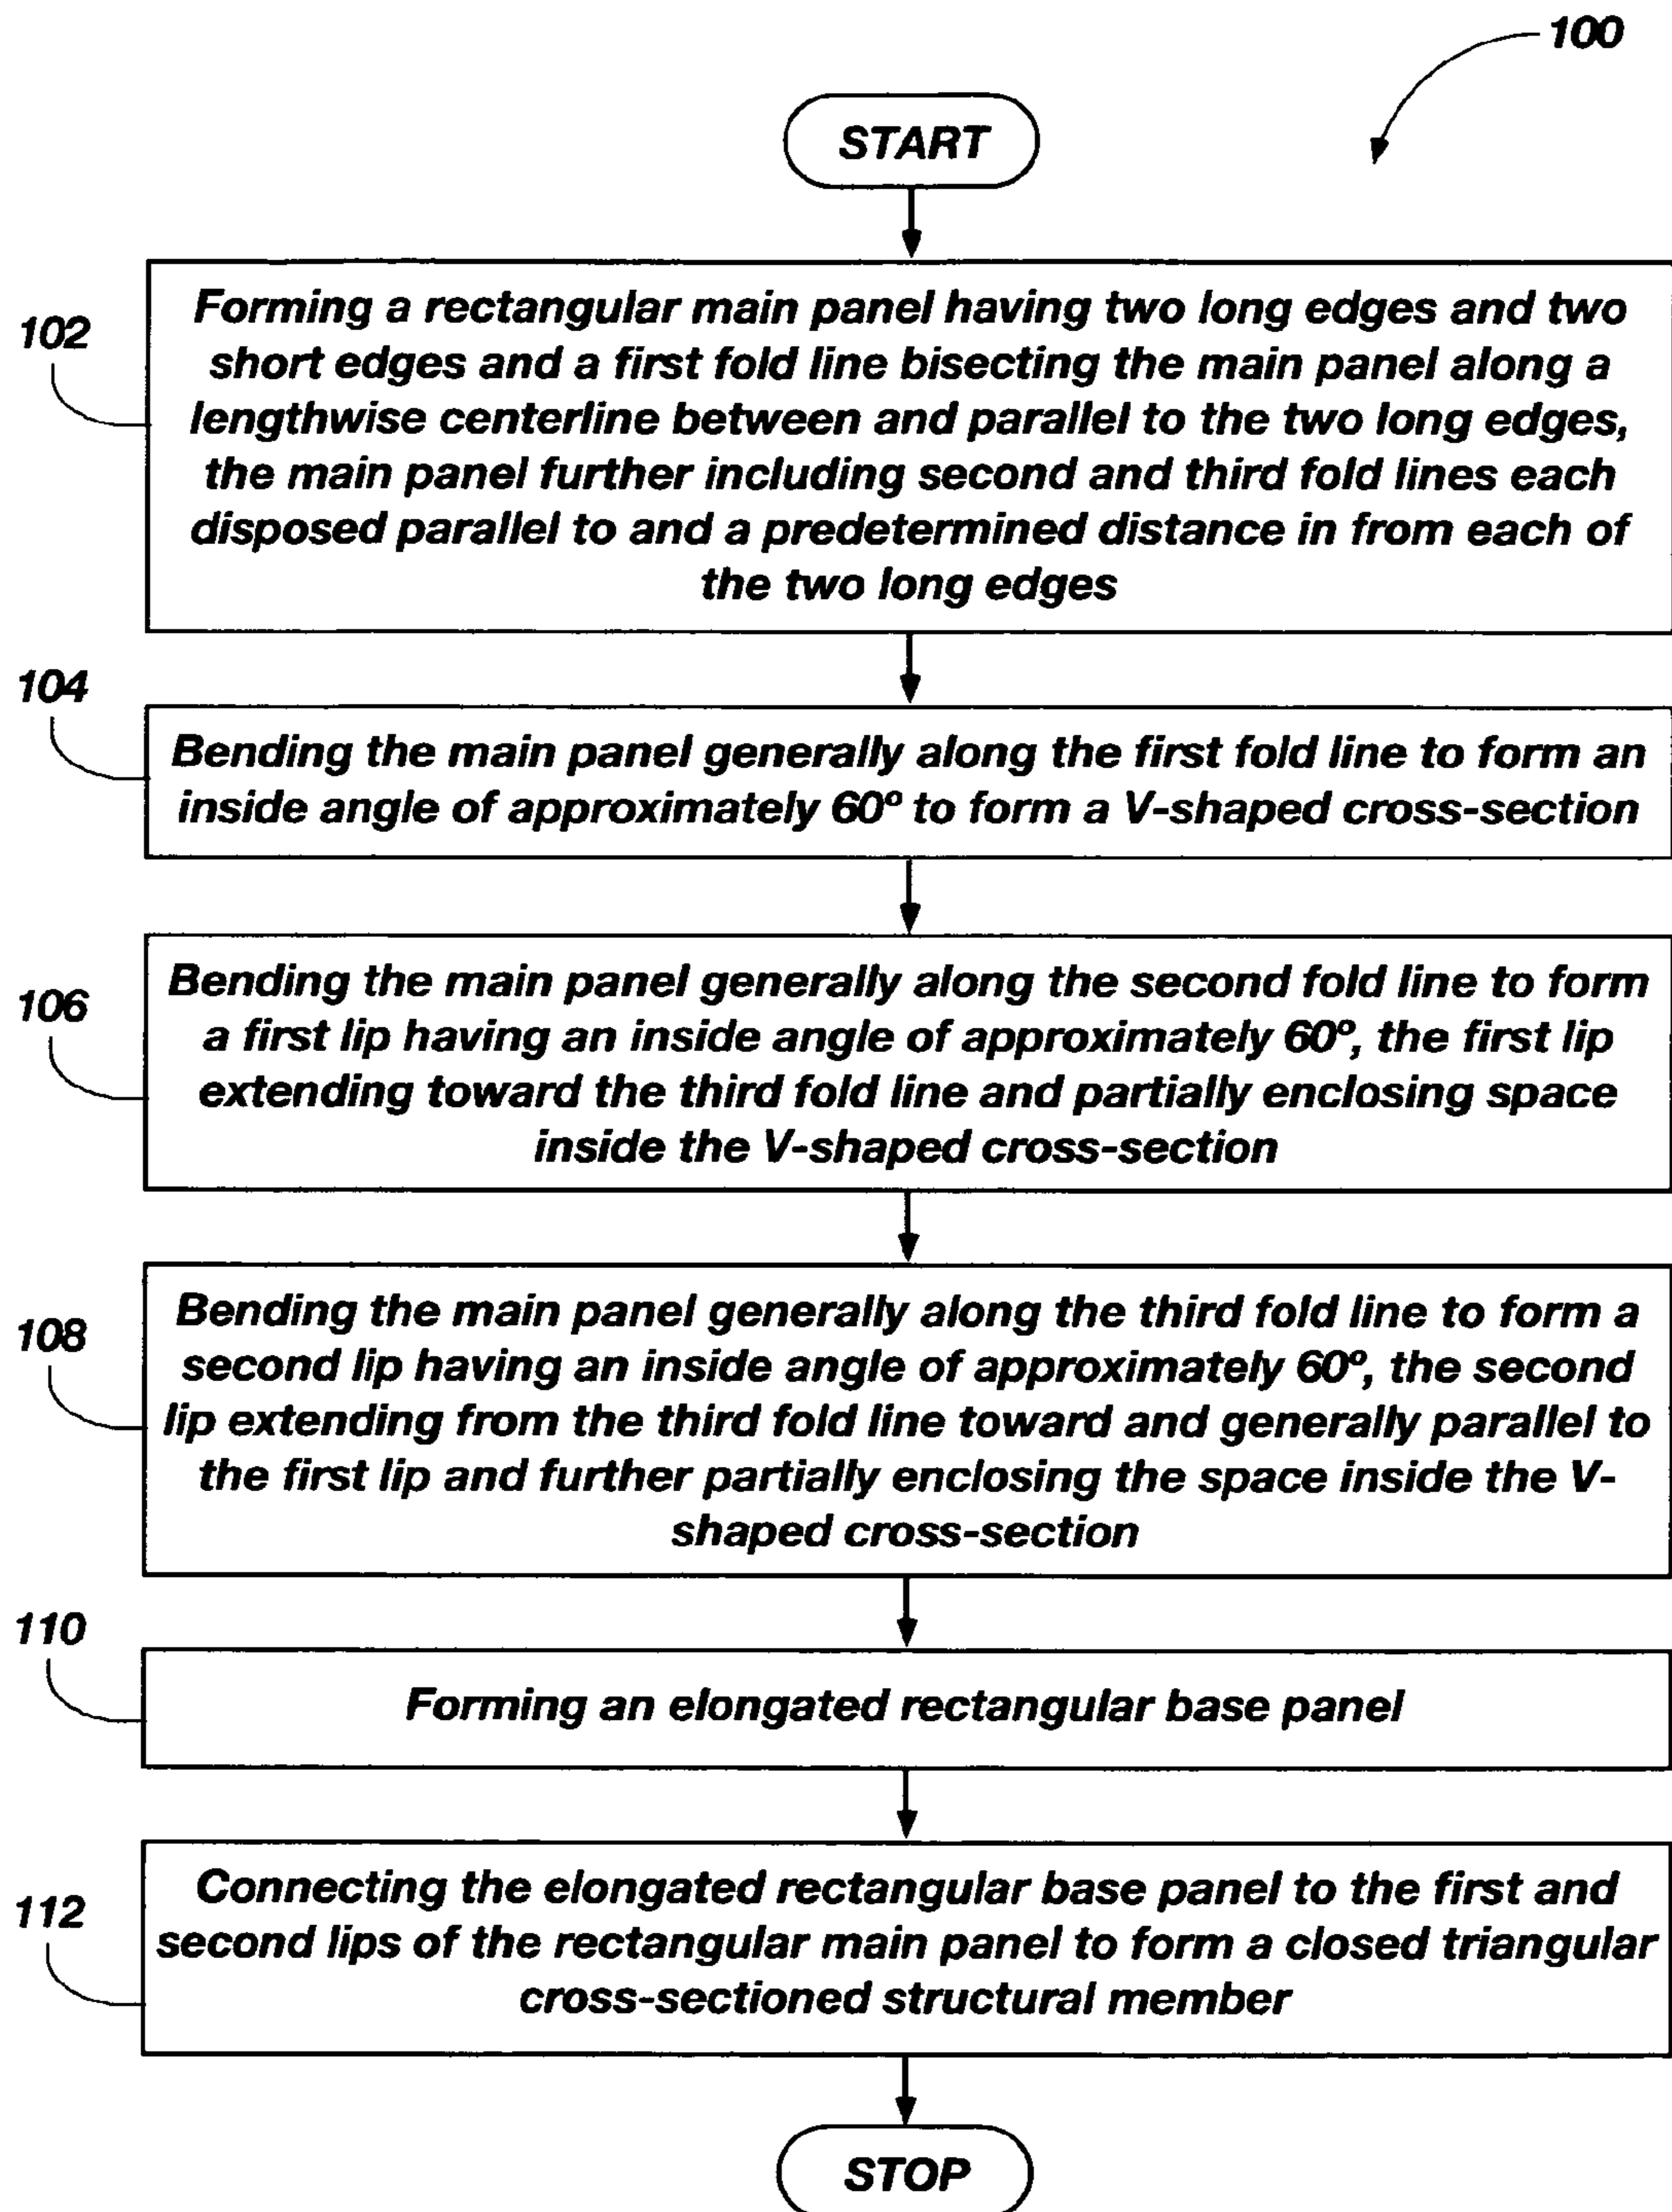 100
START
102
Forming a rectangular main panel having two long edges and two
short edges and a first fold line bisecting the main panel along a
lengthwise centerline between and parallel to the two long edges,
the main panel further including second and third fold lines each
disposed parallel to and a predetermined distance in from each of
the two long edges
104
Bending the main panel generally along the first fold line to form an
inside angle of approximately 60º to form a V-shaped cross-section
106
Bending the main panel generally along the second fold line to form
a first lip having an inside angle of approximately 60º, the first lip
extending toward the third fold line and partially enclosing space
inside the V-shaped cross-section
108
Bending the main panel generally along the third fold line to form a
second lip having an inside angle of approximately 60º, the second
lip extending from the third fold line toward and generally parallel to
the first lip and further partially enclosing the space inside the V-
shaped cross-section
110
Forming an elongated rectangular base panel
112
Connecting the elongated rectangular base panel to the first and
second lips of the rectangular main panel to form a closed triangular
cross-sectioned structural member
STOP